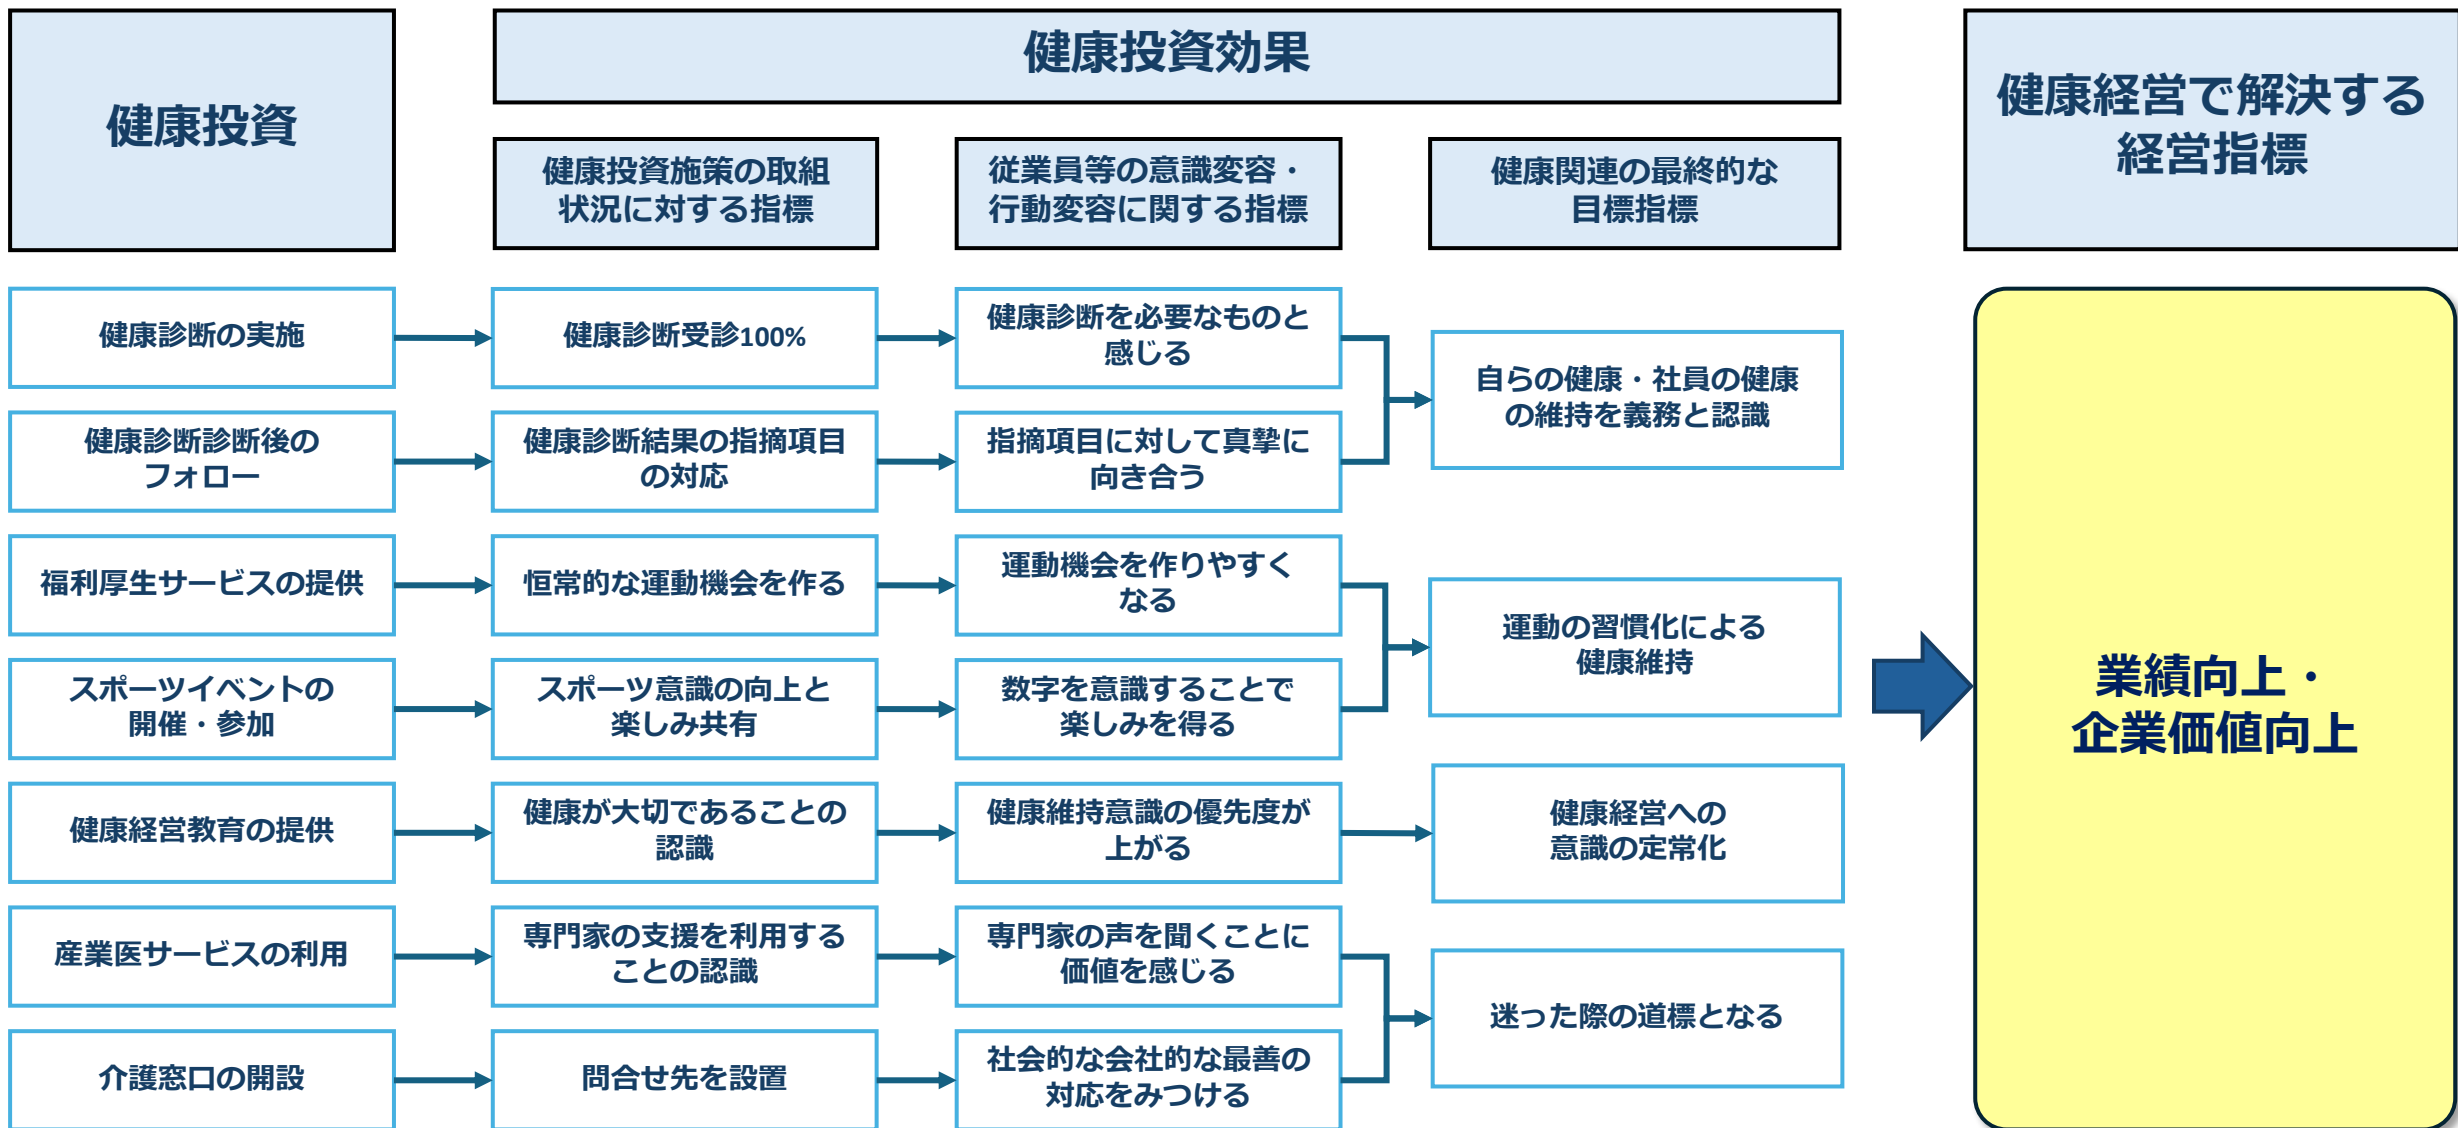 健康投資
健康投資効果
健康経営で解決する
経営指標
健康投資施策の取組
状況に対する指標
従業員等の意識変容・
行動変容に関する指標
健康関連の最終的な
目標指標
健康診断の実施
健康診断受診100%
健康診断を必要なものと
感じる
自らの健康・社員の健康
の維持を義務と認識
健康診断診断後の
フォロー
健康診断結果の指摘項目
の対応
指摘項目に対して真摯に
向き合う
福利厚生サービスの提供
恒常的な運動機会を作る
運動機会を作りやすく
なる
運動の習慣化による
健康維持
スポーツイベントの
開催・参加
スポーツ意識の向上と
楽しみ共有
数字を意識することで
楽しみを得る
健康経営教育の提供
健康が大切であることの
認識
健康維持意識の優先度が
上がる
健康経営への
意識の定常化
産業医サービスの利用
専門家の支援を利用する
ことの認識
専門家の声を聞くことに
価値を感じる
迷った際の道標となる
介護窓口の開設
問合せ先を設置
社会的な会社的な最善の
対応をみつける
業績向上・
企業価値向上